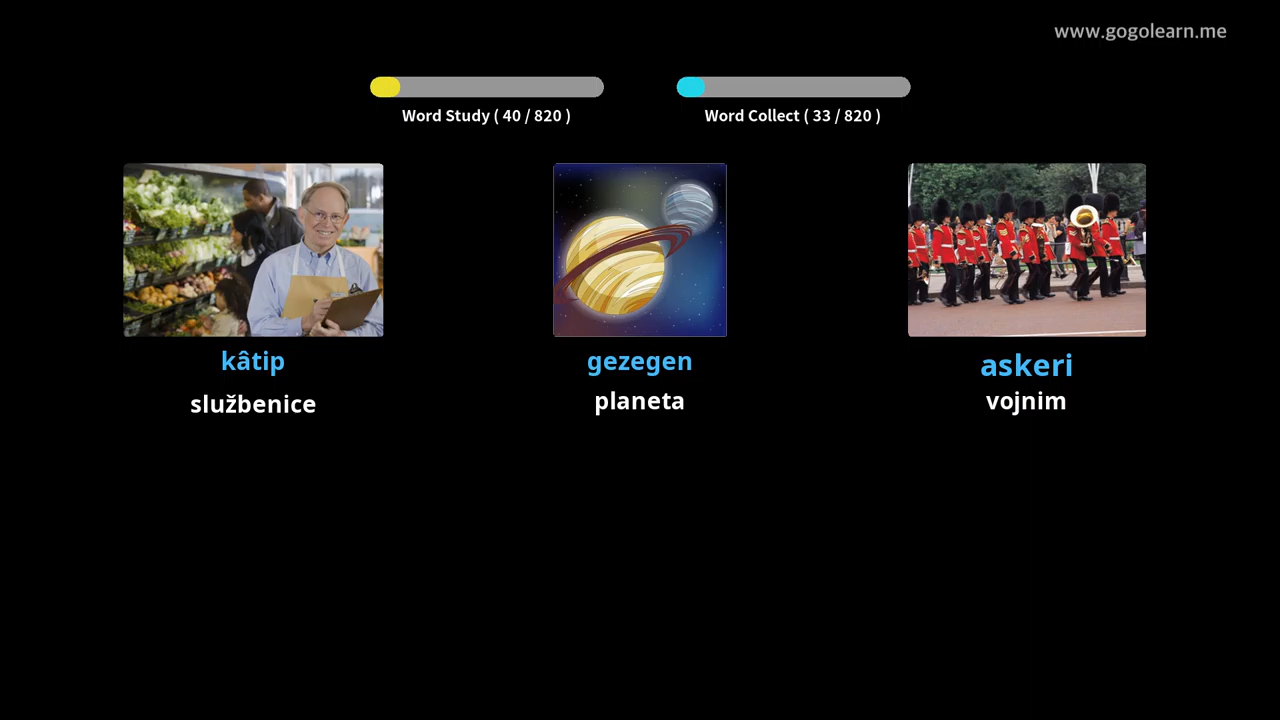 www.gogolearn.me
Word Study ( 40 / 820 )
Word Collect ( 33 / 820 )
kâtip
gezegen
askeri
službenice
planeta
vojnim